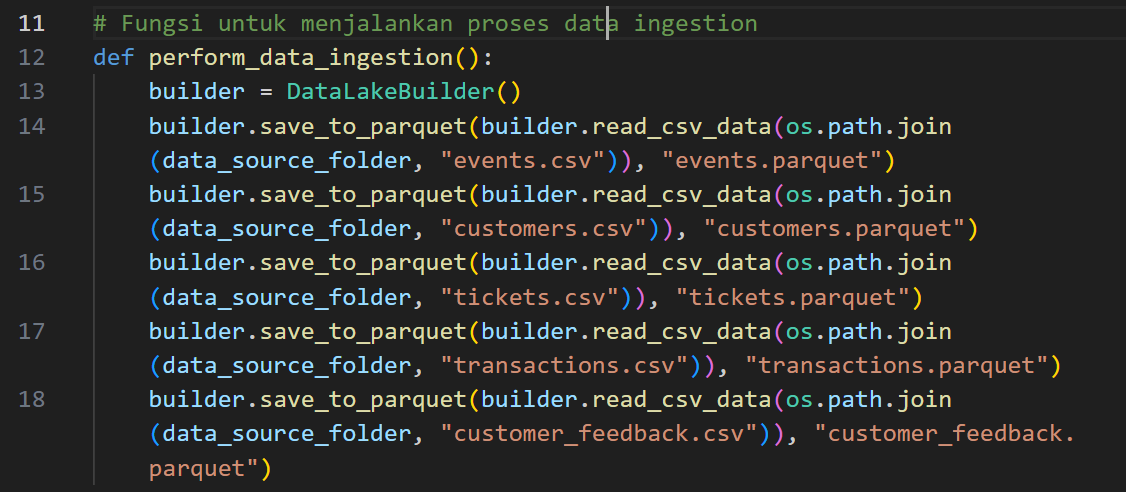 11 # Fungsi untuk menjalankan proses data ingestion
12 def perform_data_ingestion():
13 builder = DataLakeBuilder()
14 builder.save_to_parquet(builder.read_csv_data(os.path.join
(data_source_folder, "events.csv")), "events.parquet")
15 builder.save_to_parquet(builder.read_csv_data(os.path.join
(data_source_folder, "customers.csv")), "customers.parquet")
16 builder.save_to_parquet(builder.read_csv_data(os.path.join
(data_source_folder, "tickets.csv")), "tickets.parquet")
17 builder.save_to_parquet(builder.read_csv_data(os.path.join
(data_source_folder, "transactions.csv")), "transactions.parquet")
18 builder.save_to_parquet(builder.read_csv_data(os.path.join
(data_source_folder, "customer_feedback.csv")), "customer_feedback.
parquet")